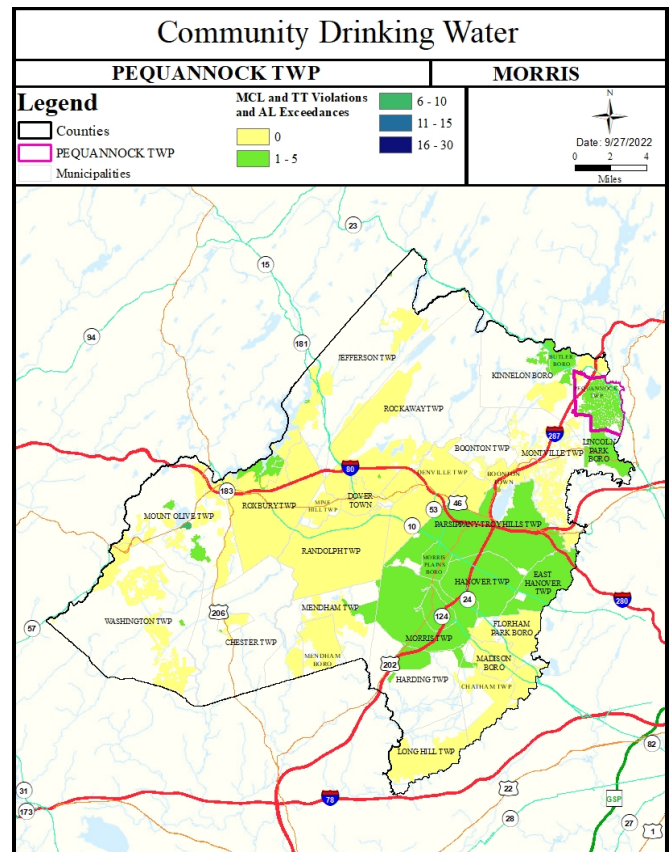 Community Drinking Water
PEQUANNOCK TWP
MORRIS
Legend
Counties
PEQUANNOCK TWP
Municipalities
MCL and TT Violations
and AL Exceedances
0
1 - 5
6 - 10
11 - 15
16 - 30
N
Date: 9/27/2022
0 2 4
Miles
23
15
94
181
JEFFERSON TWP
BUTLER
BORO
KINNELON BORO
PEQUANNOCK
TWP
ROCKAWAY TWP
287
LINCOLN
PARK
BORO
BOONTON TWP
MONTVILLE TWP
DENVILLE TWP
BOONTON
TOWN
80
183
46
DOVER
TOWN
MINE
HILL TWP
ROXBURY TWP
53
MOUNT OLIVE TWP
10
PARSIPPANY-TROY HILLS TWP
RANDOLPH TWP
MORRIS
PLAINS
BORO
HANOVER TWP
EAST
HANOVER
TWP
280
24
206
MENDHAM TWP
124
WASHINGTON TWP
57
FLORHAM
PARK BORO
CHESTER TWP
MORRIS TWP
MENDHAM
BORO
202
MADISON
BORO
HARDING TWP
CHATHAM TWP
LONG HILL TWP
82
31
173
78
22
28
GSP
27
1